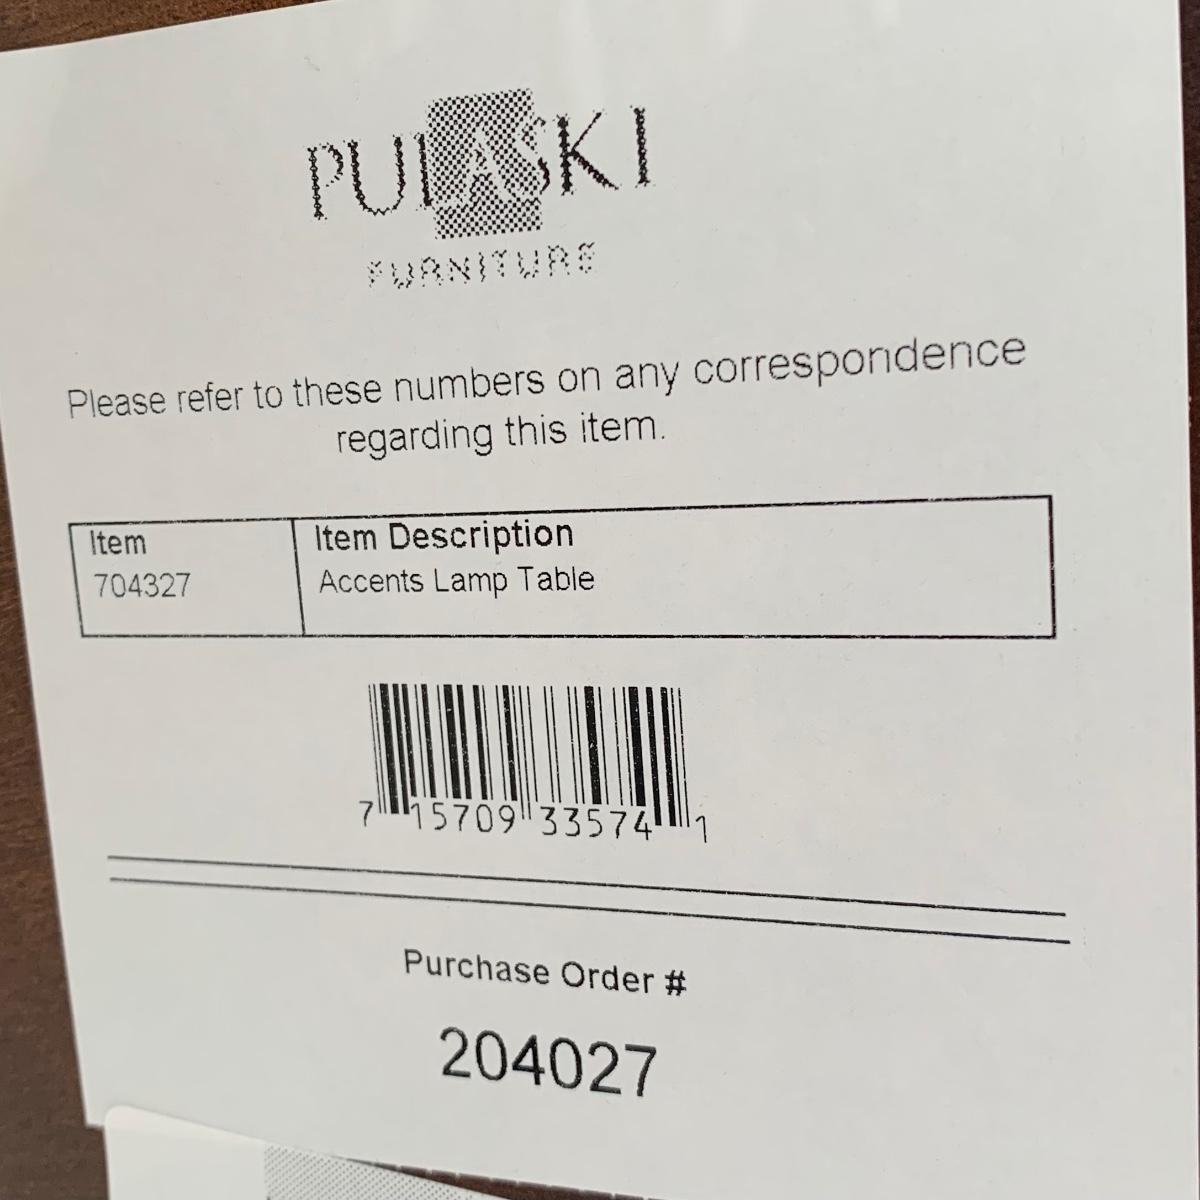 PULASKI
FURNITURE
Please refer to these numbers on any correspondence
regarding this item.
Item Item Description
704327 Accents Lamp Table
7 15709 33574 1
Purchase Order #
204027